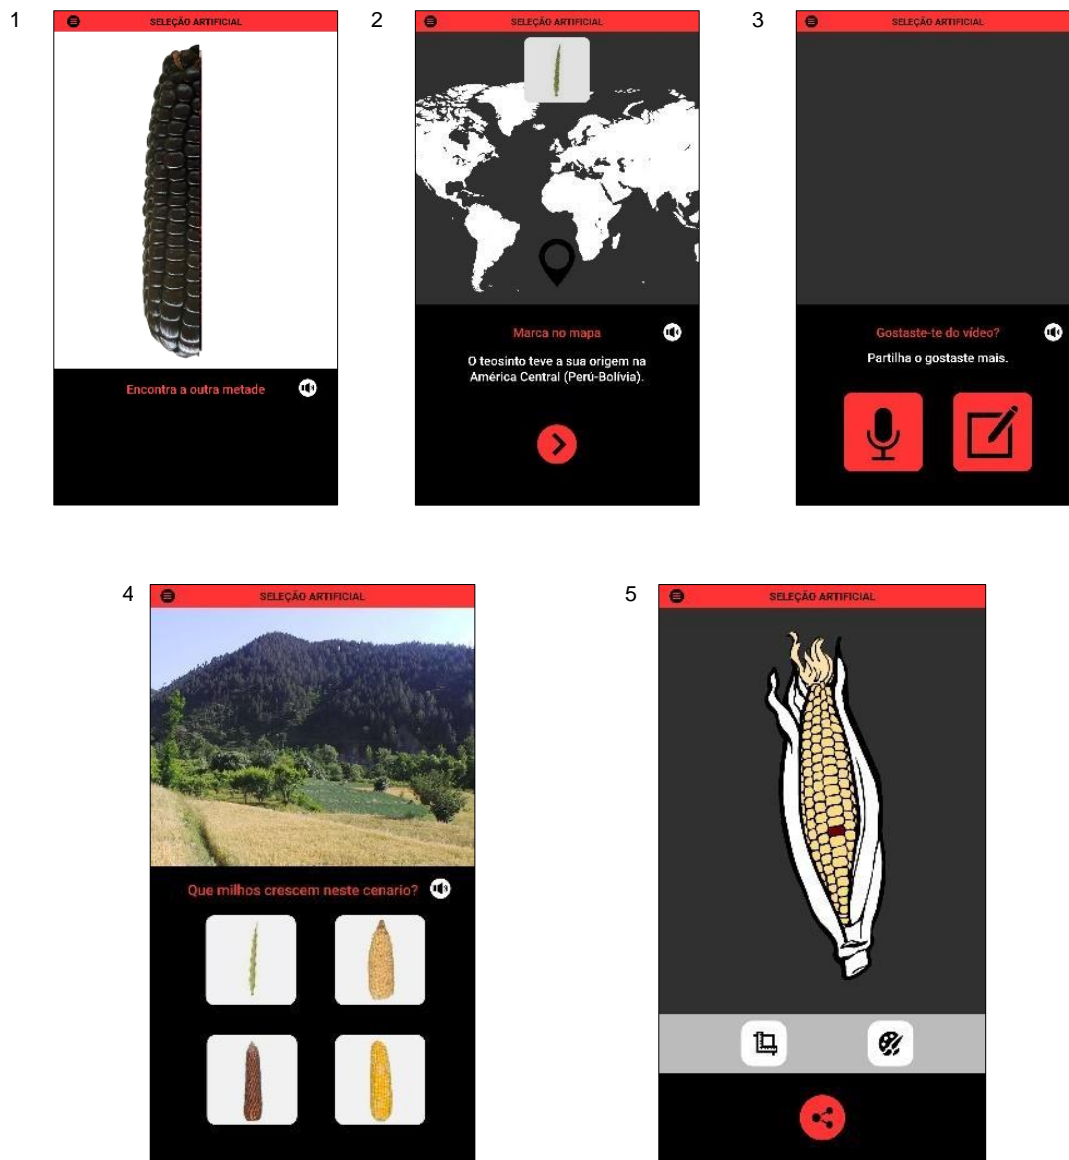 1
SELEÇÃO ARTIFICIAL
Encontra a outra metade
2
SELEÇÃO ARTIFICIAL
Marca no mapa
O teosinto teve a sua origem na
América Central (Perú-Bolívia).
3
SELEÇÃO ARTIFICIAL
Gostaste-te do vídeo?
Partilha o gostaste mais.
4
SELEÇÃO ARTIFICIAL
Que milhos crescem neste cenario?
5
SELEÇÃO ARTIFICIAL